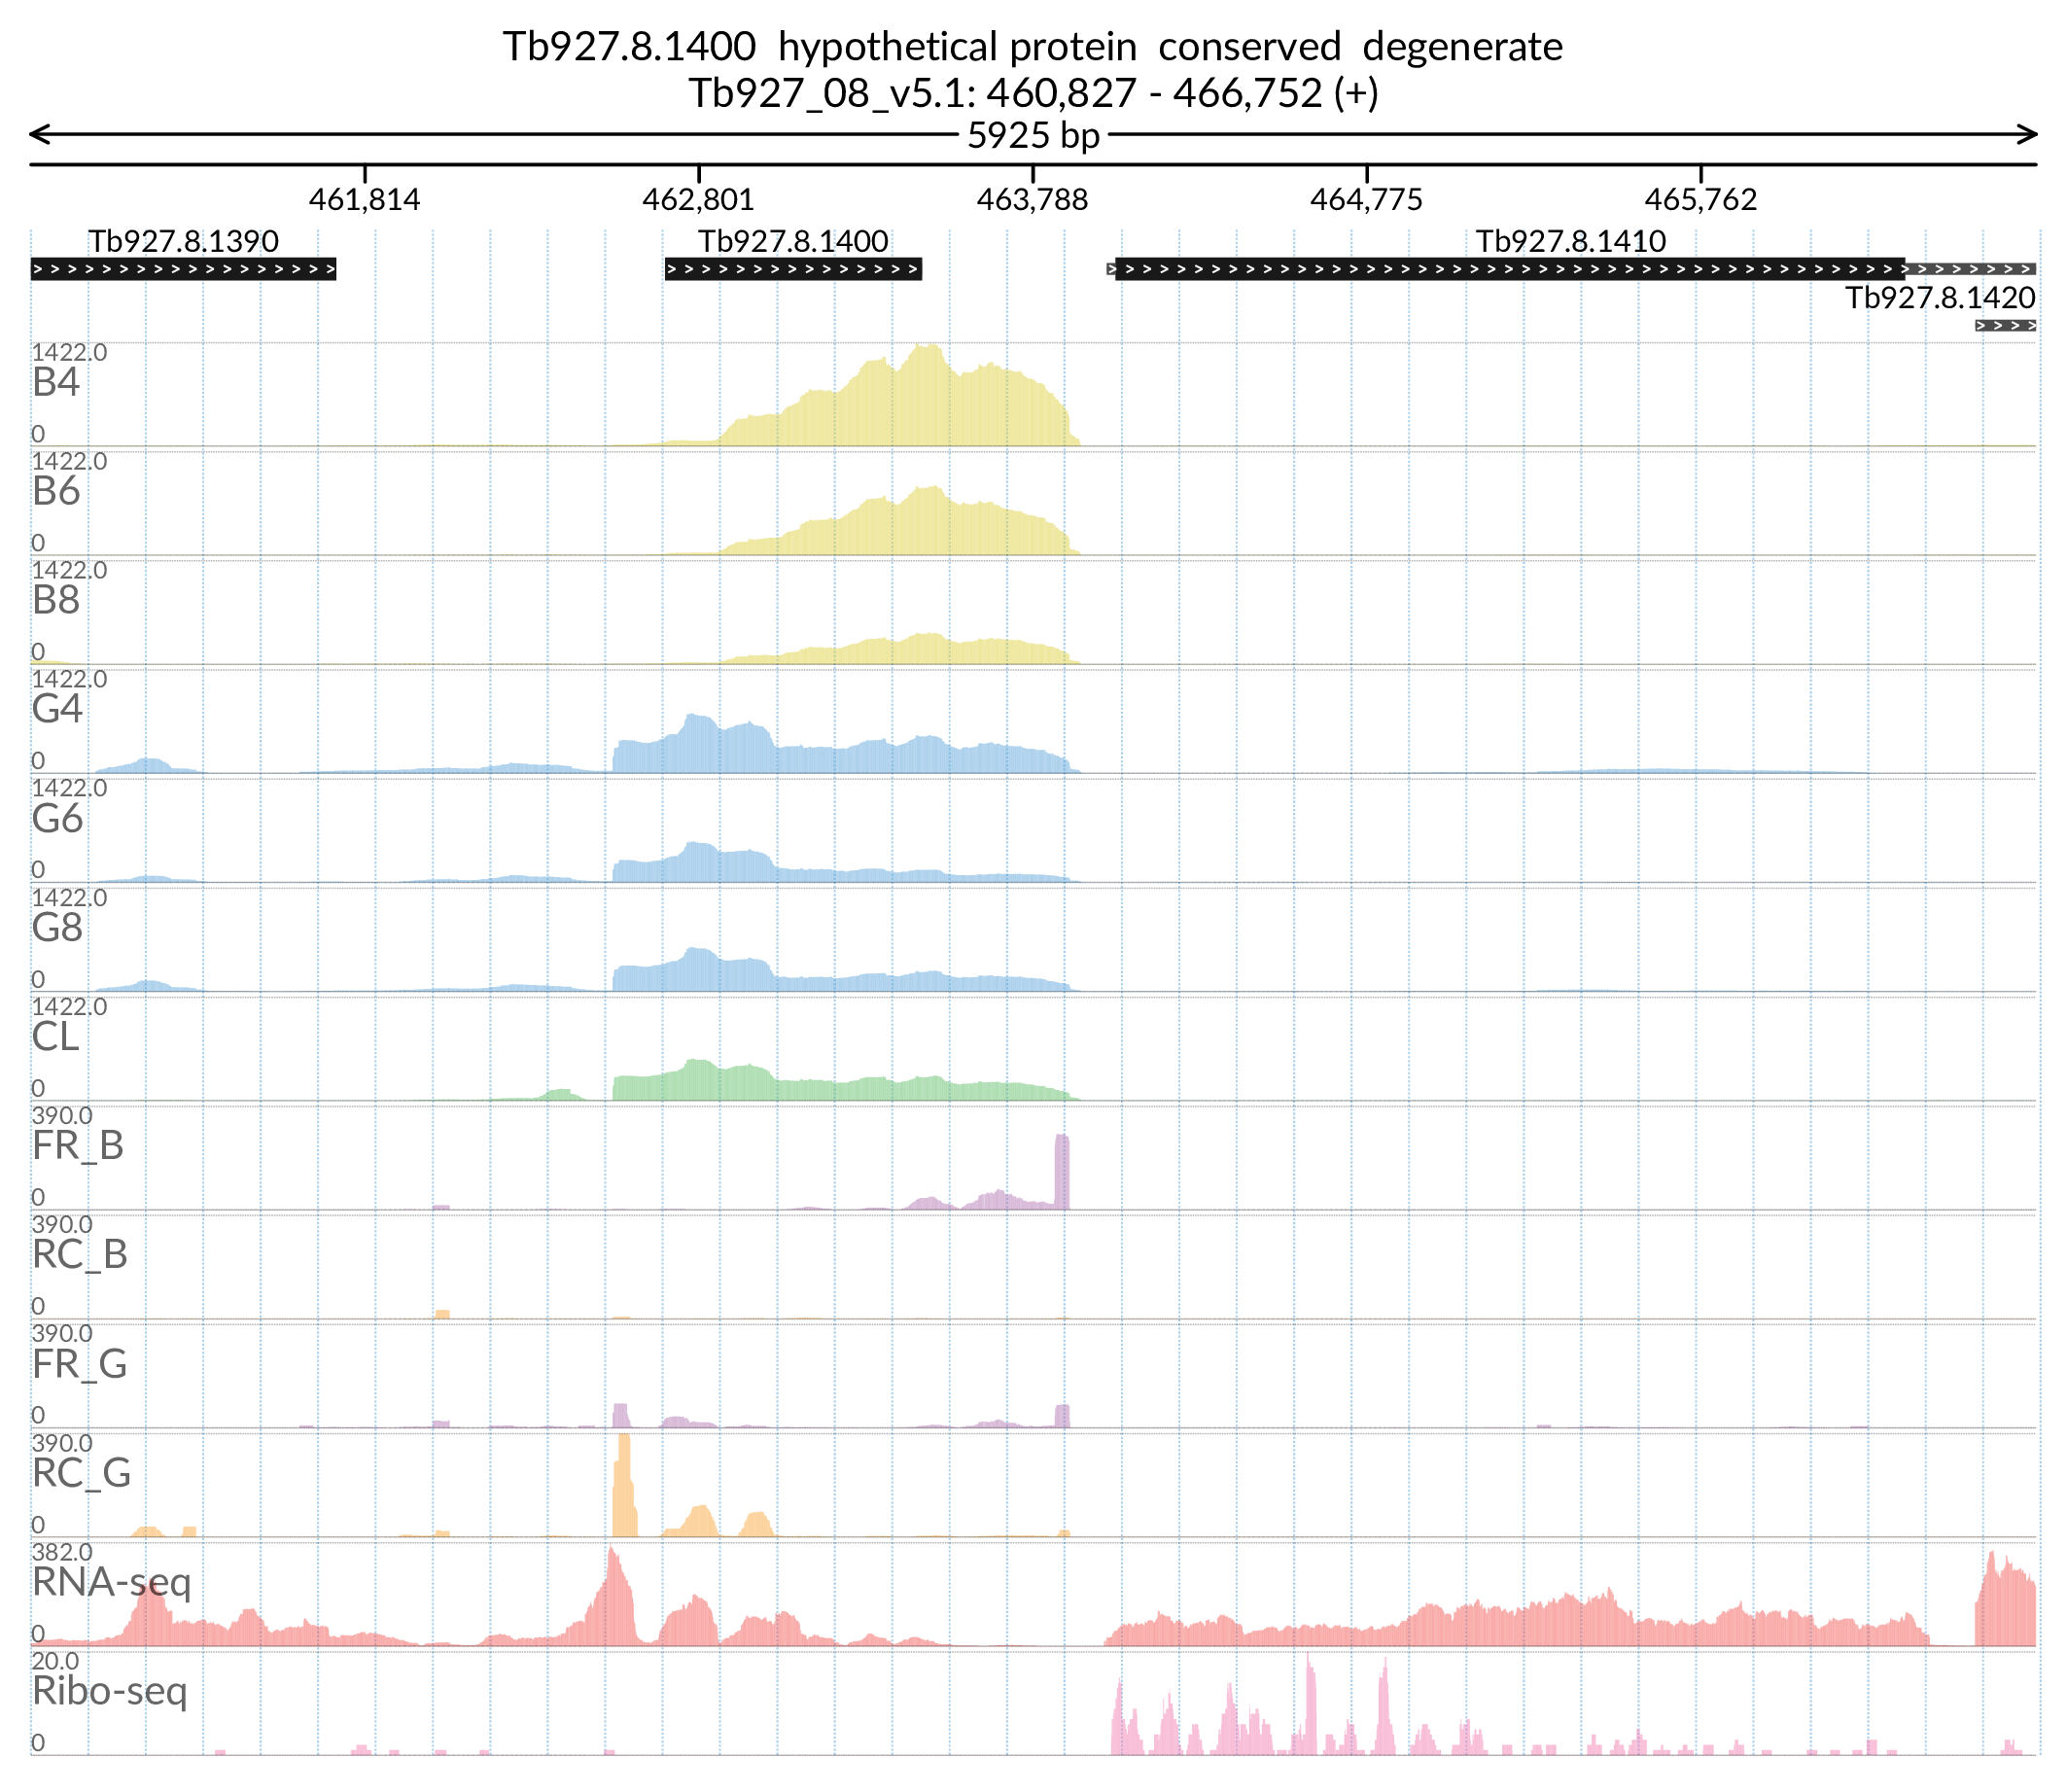 Tb927.8.1400 hypothetical protein conserved degenerate
Tb927_08_v5.1: 460,827 - 466,752 (+)
5925 bp
461,814 462,801 463,788 464,775 465,762
Tb927.8.1390 Tb927.8.1400 Tb927.8.1410
Tb927.8.1420
1422.0
B4
0
1422.0
B6
0
1422.0
B8
0
1422.0
G4
0
1422.0
G6
0
1422.0
G8
0
1422.0
CL
0
390.0
FR_B
0
390.0
RC_B
0
390.0
FR_G
0
390.0
RC_G
0
382.0
RNA-seq
0
20.0
Ribo-seq
0